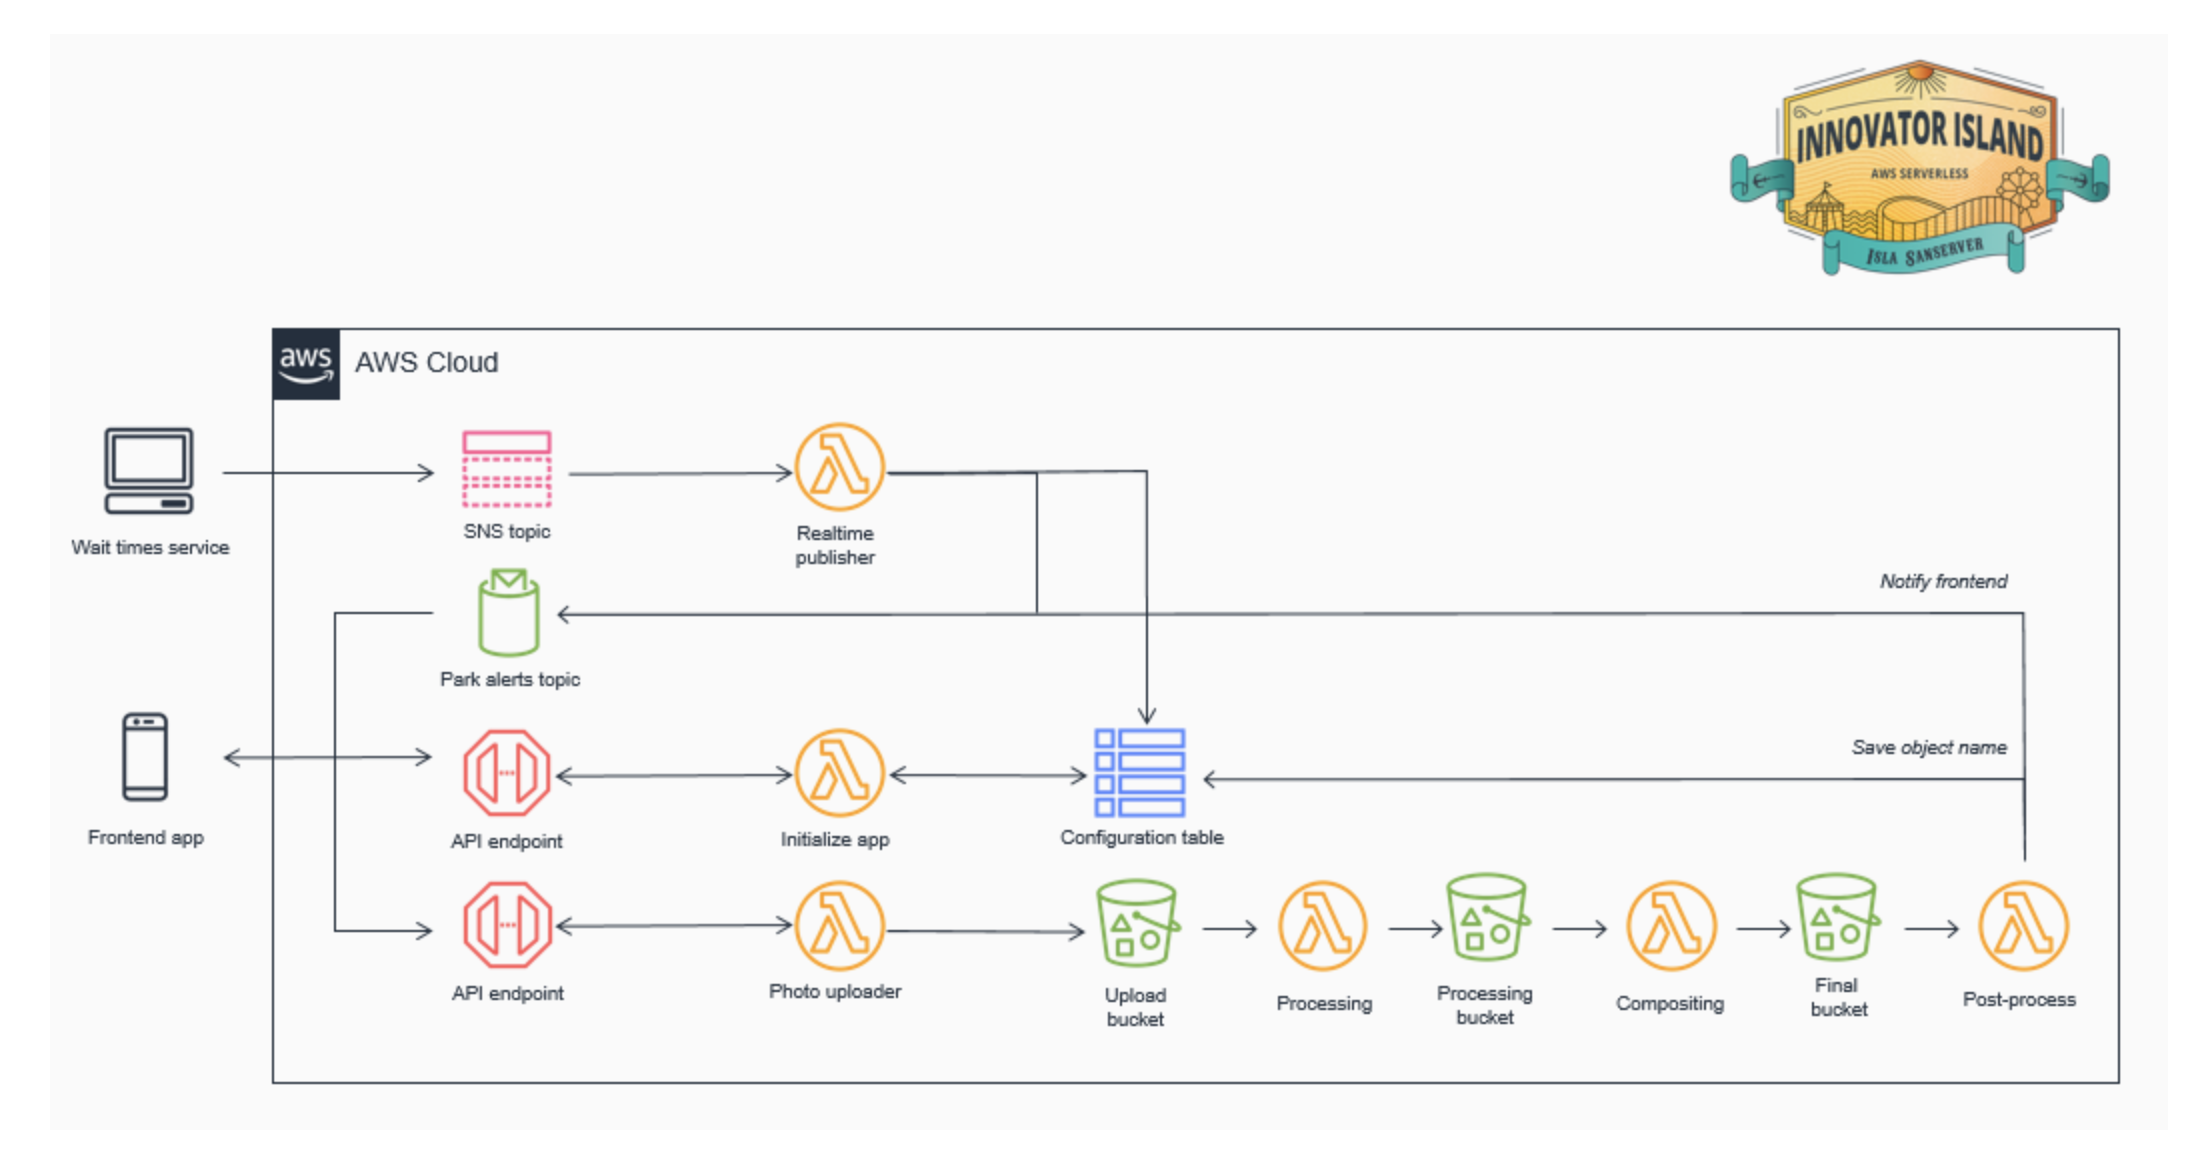 INNOVATOR ISLAND
AWS SERVERLESS
ISLA SANSERVER
aws
AWS Cloud
Wait times service
SNS topic
Realtime
publisher
Notify frontend
Park alerts topic
Save object name
Frontend app
API endpoint
Initialize app
Configuration table
API endpoint
Photo uploader
Upload
bucket
Processing
Processing
bucket
Compositing
Final
bucket
Post-process